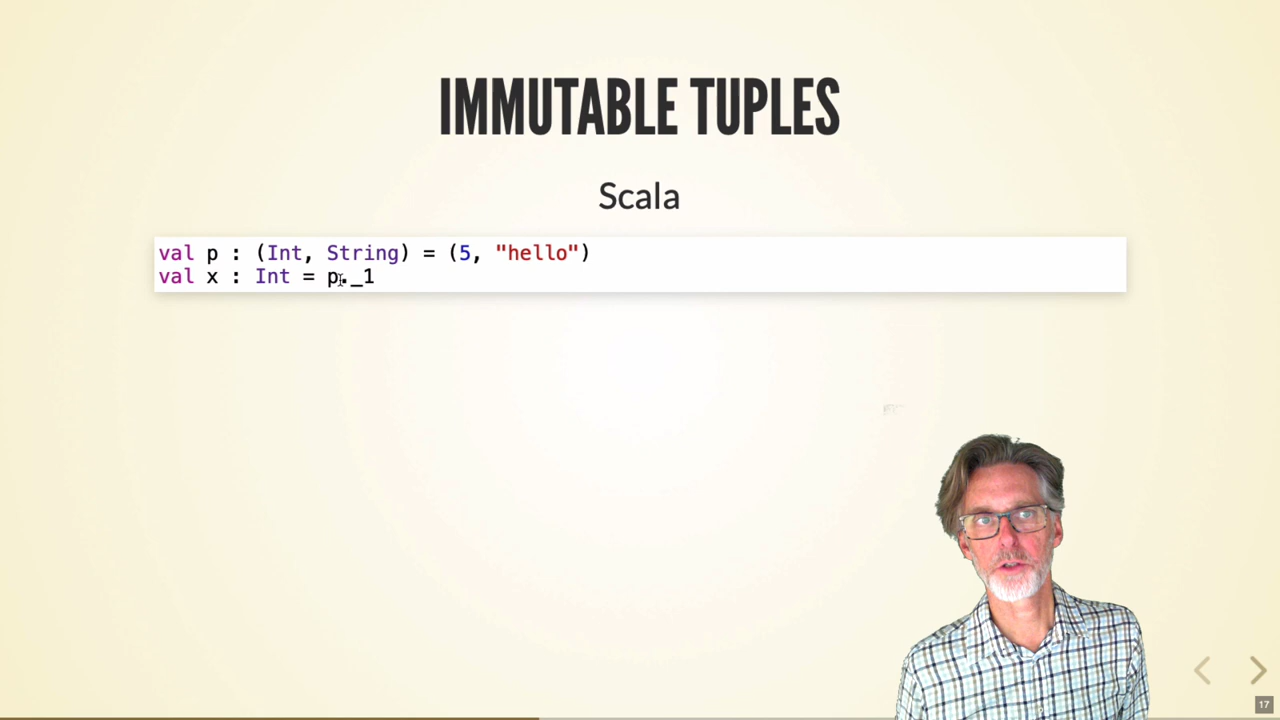 IMMUTABLE TUPLES
Scala
val p : (Int, String) = (5, "hello")
val x : Int = p._1
17